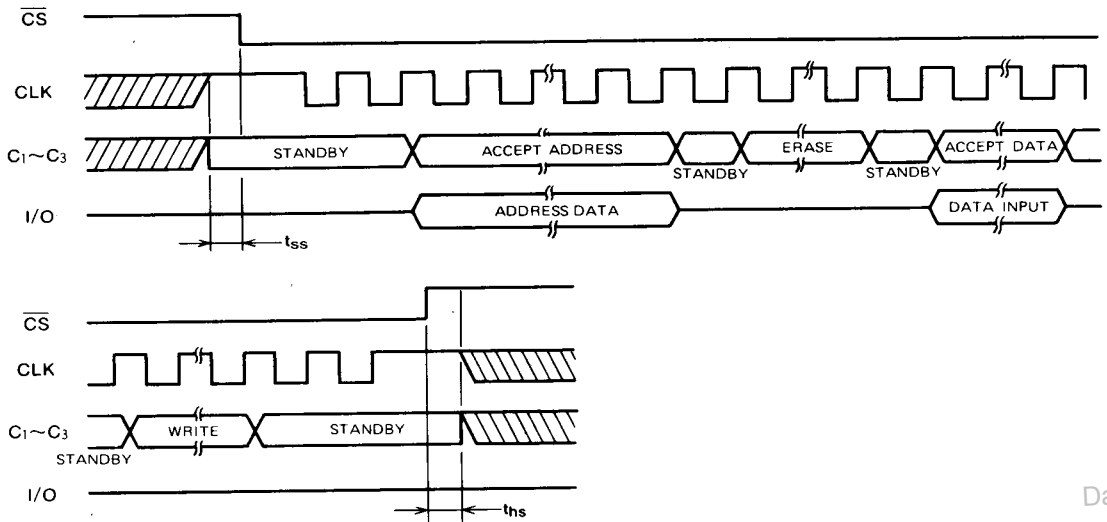 CS
CLK
C1~C3 STANDBY ACCEPT ADDRESS STANDBY ERASE STANDBY ACCEPT DATA
I/O ADDRESS DATA DATA INPUT
tss
CS
CLK
C1~C3 STANDBY WRITE STANDBY
I/O
ths
Da